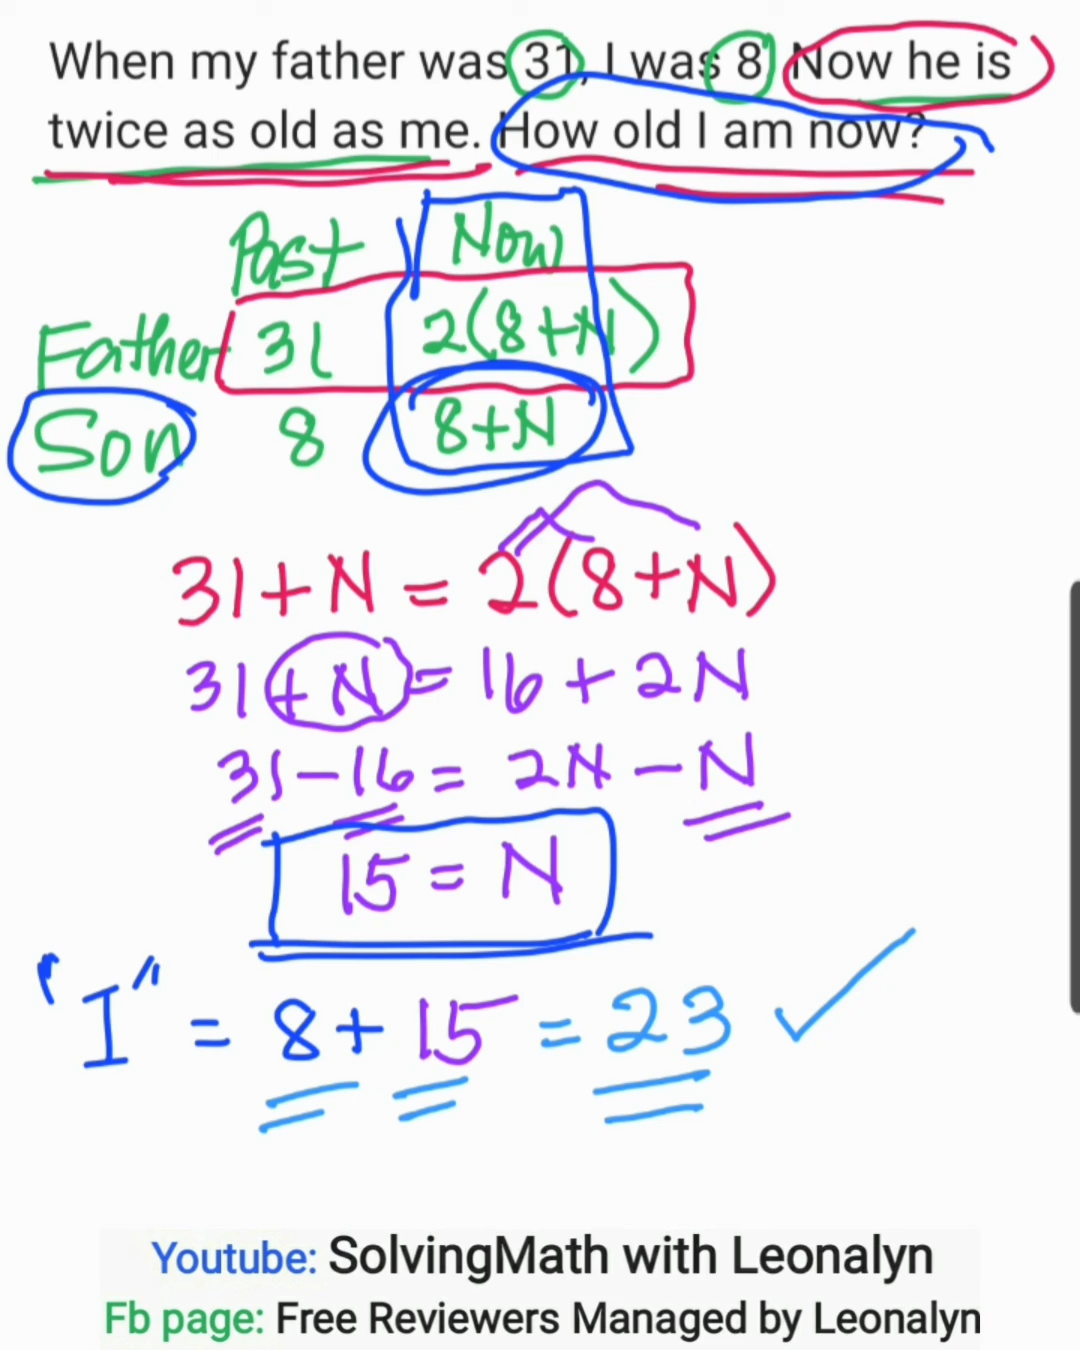 When my father was 31, I was 8. Now he is
twice as old as me. How old I am now?
Past Now
Father 31 2(8+N)
Son 8 8+N
31+N=2(8+N)
31+N=16+2N
31-16=2N-N
15=N
"I"=8+15=23
Youtube: SolvingMath with Leonalyn
Fb page: Free Reviewers Managed by Leonalyn